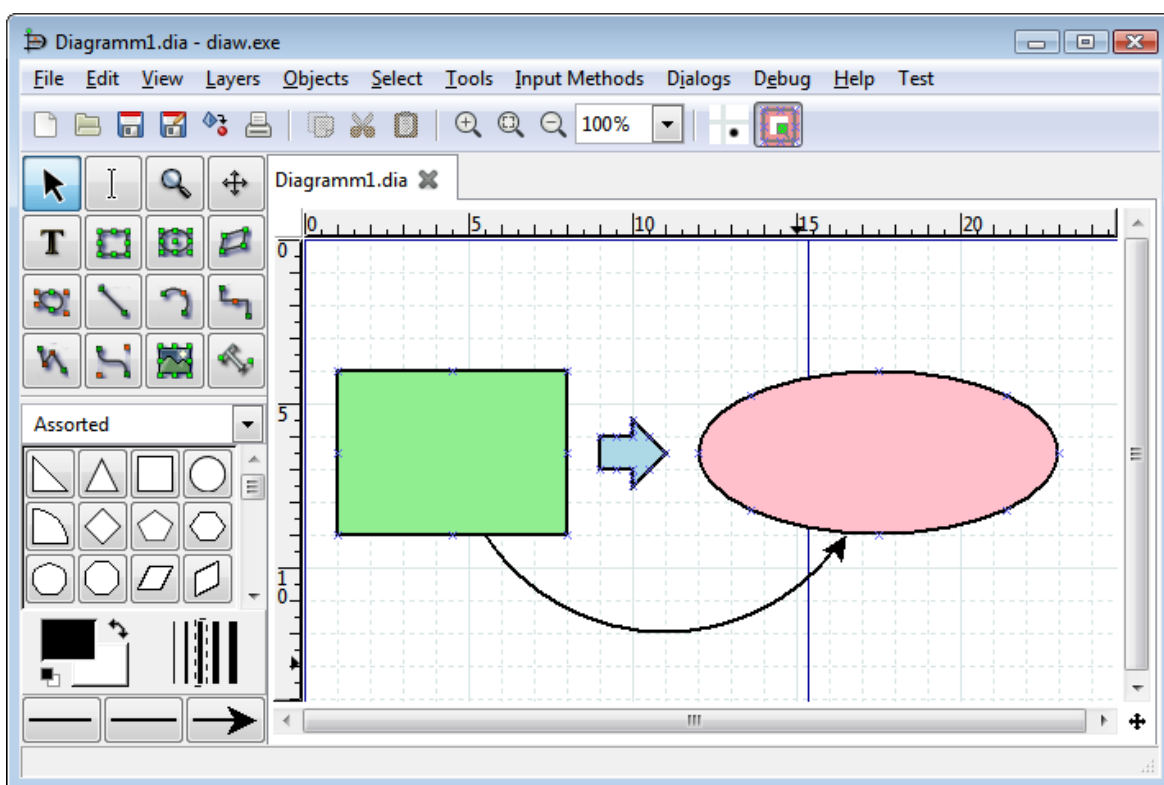 Diagramm1.dia - diaw.exe
File Edit View Layers Objects Select Tools Input Methods Dialogs Debug Help Test
100%
Diagramm1.dia
0 5 10 15 20
0
T
5
Assorted
10